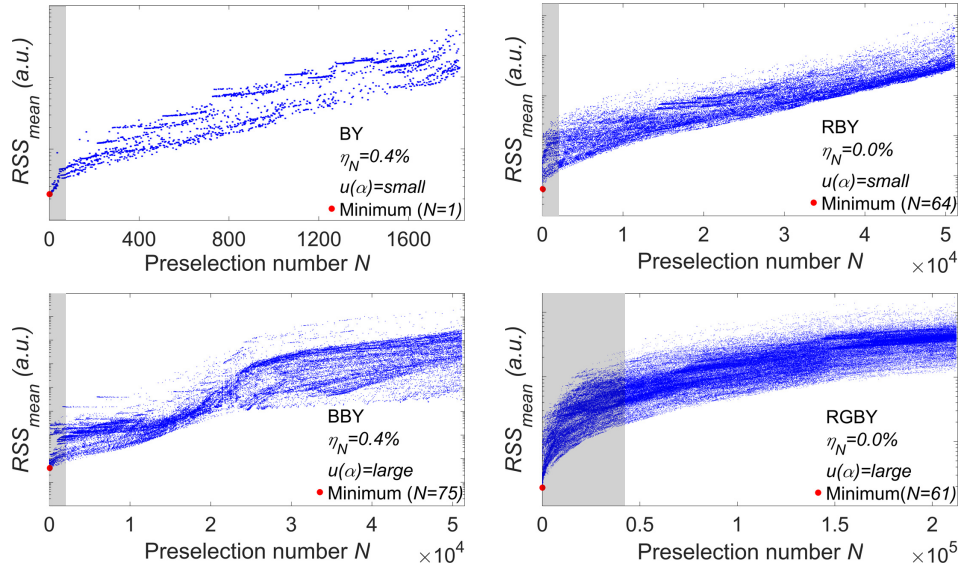 RSS_mean (a.u.)
BY
η_N=0.4%
u(α)=small
Minimum (N=1)
0 400 800 1200 1600
Preselection number N
RSS_mean (a.u.)
RBY
η_N=0.0%
u(α)=small
Minimum (N=64)
0 1 2 3 4 5
Preselection number N ×10^4
RSS_mean (a.u.)
BBY
η_N=0.4%
u(α)=large
Minimum (N=75)
0 1 2 3 4 5
Preselection number N ×10^4
RSS_mean (a.u.)
RGBY
η_N=0.0%
u(α)=large
Minimum(N=61)
0 0.5 1 1.5 2
Preselection number N ×10^5